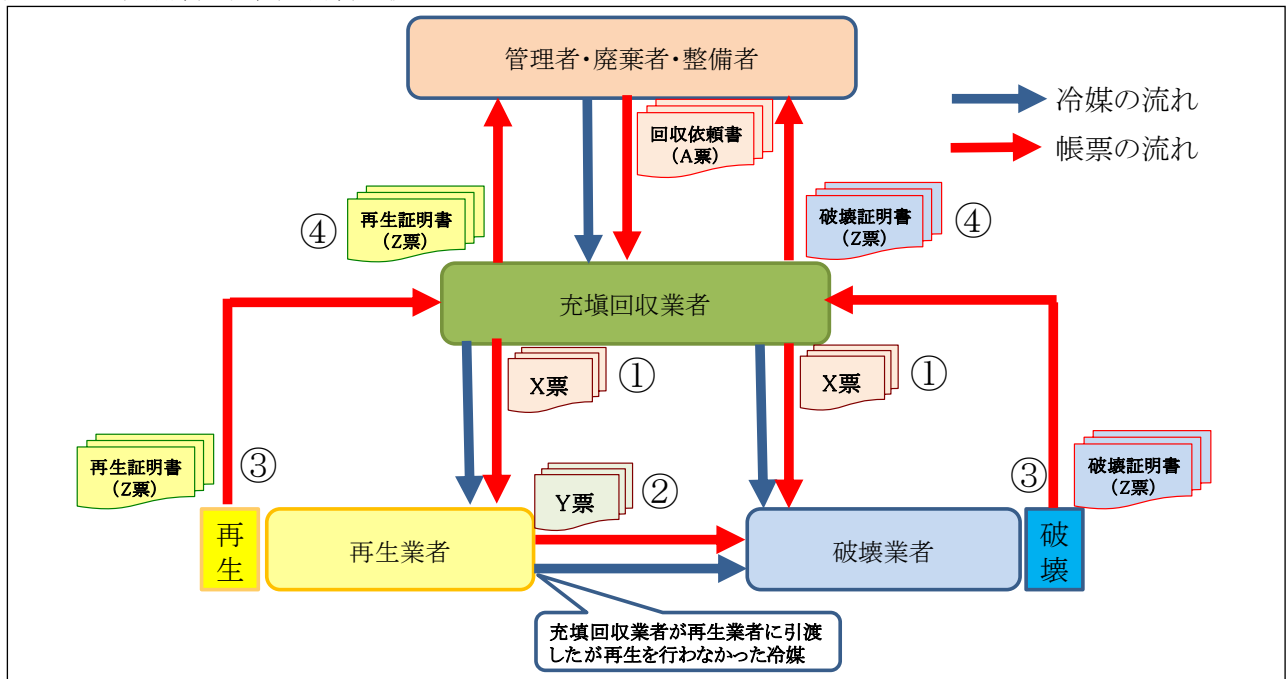 管理者・廃棄者・整備者
冷媒の流れ
帳票の流れ
回収依頼書
(A票)
④
再生証明書
(Z票)
破壊証明書
(Z票)
④
充塡回収業者
X票
①
X票
①
再生証明書
(Z票)
③
③
破壊証明書
(Z票)
Y票
②
再生
再生業者
破壊業者
破壊
充塡回収業者が再生業者に引渡
したが再生を行わなかった冷媒